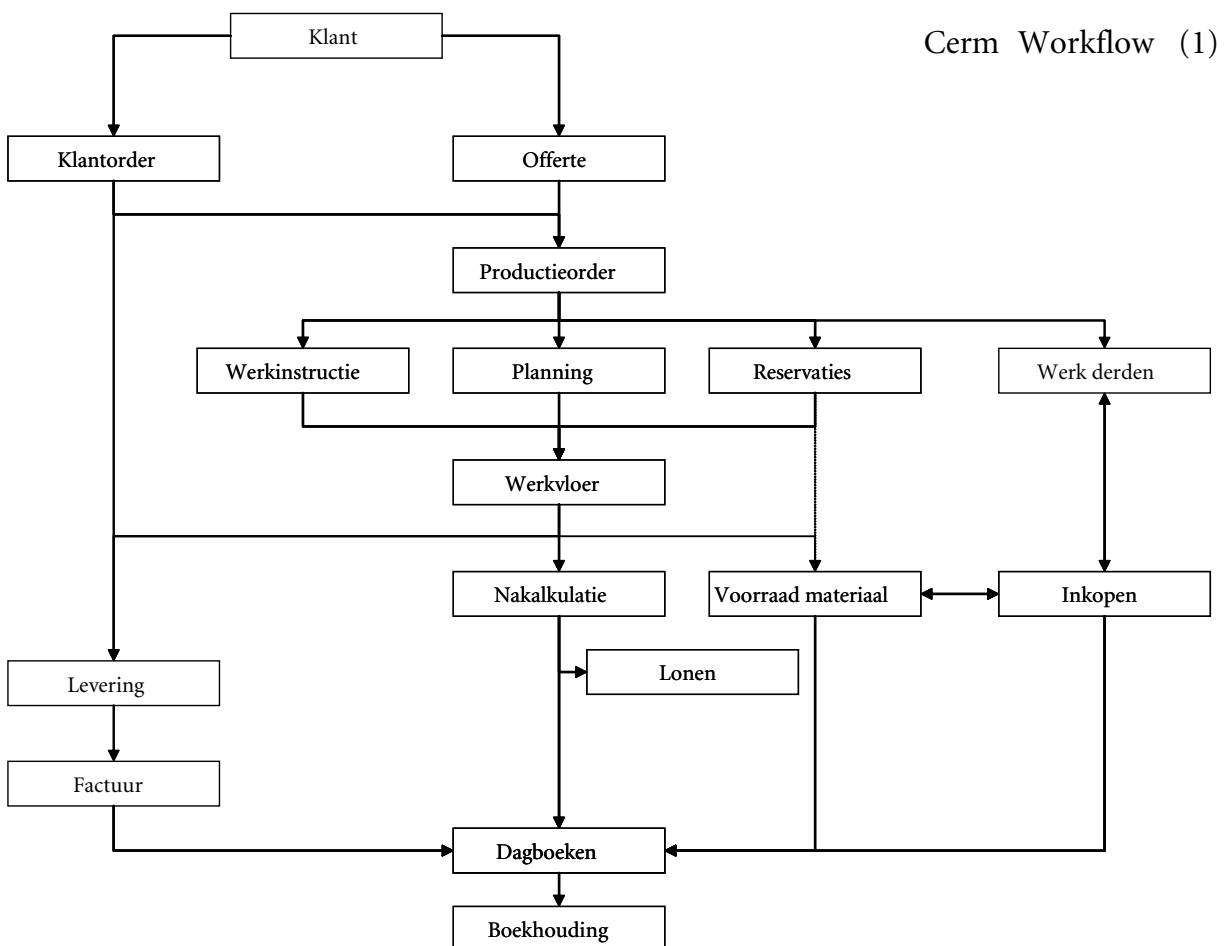 Klant
Cerm Workflow (1)
Klantorder
Offerte
Productieorder
Werkinstructie
Planning
Reservaties
Werk derden
Werkvloer
Nakalkulatie
Voorraad materiaal
Inkopen
Lonen
Levering
Factuur
Dagboeken
Boekhouding